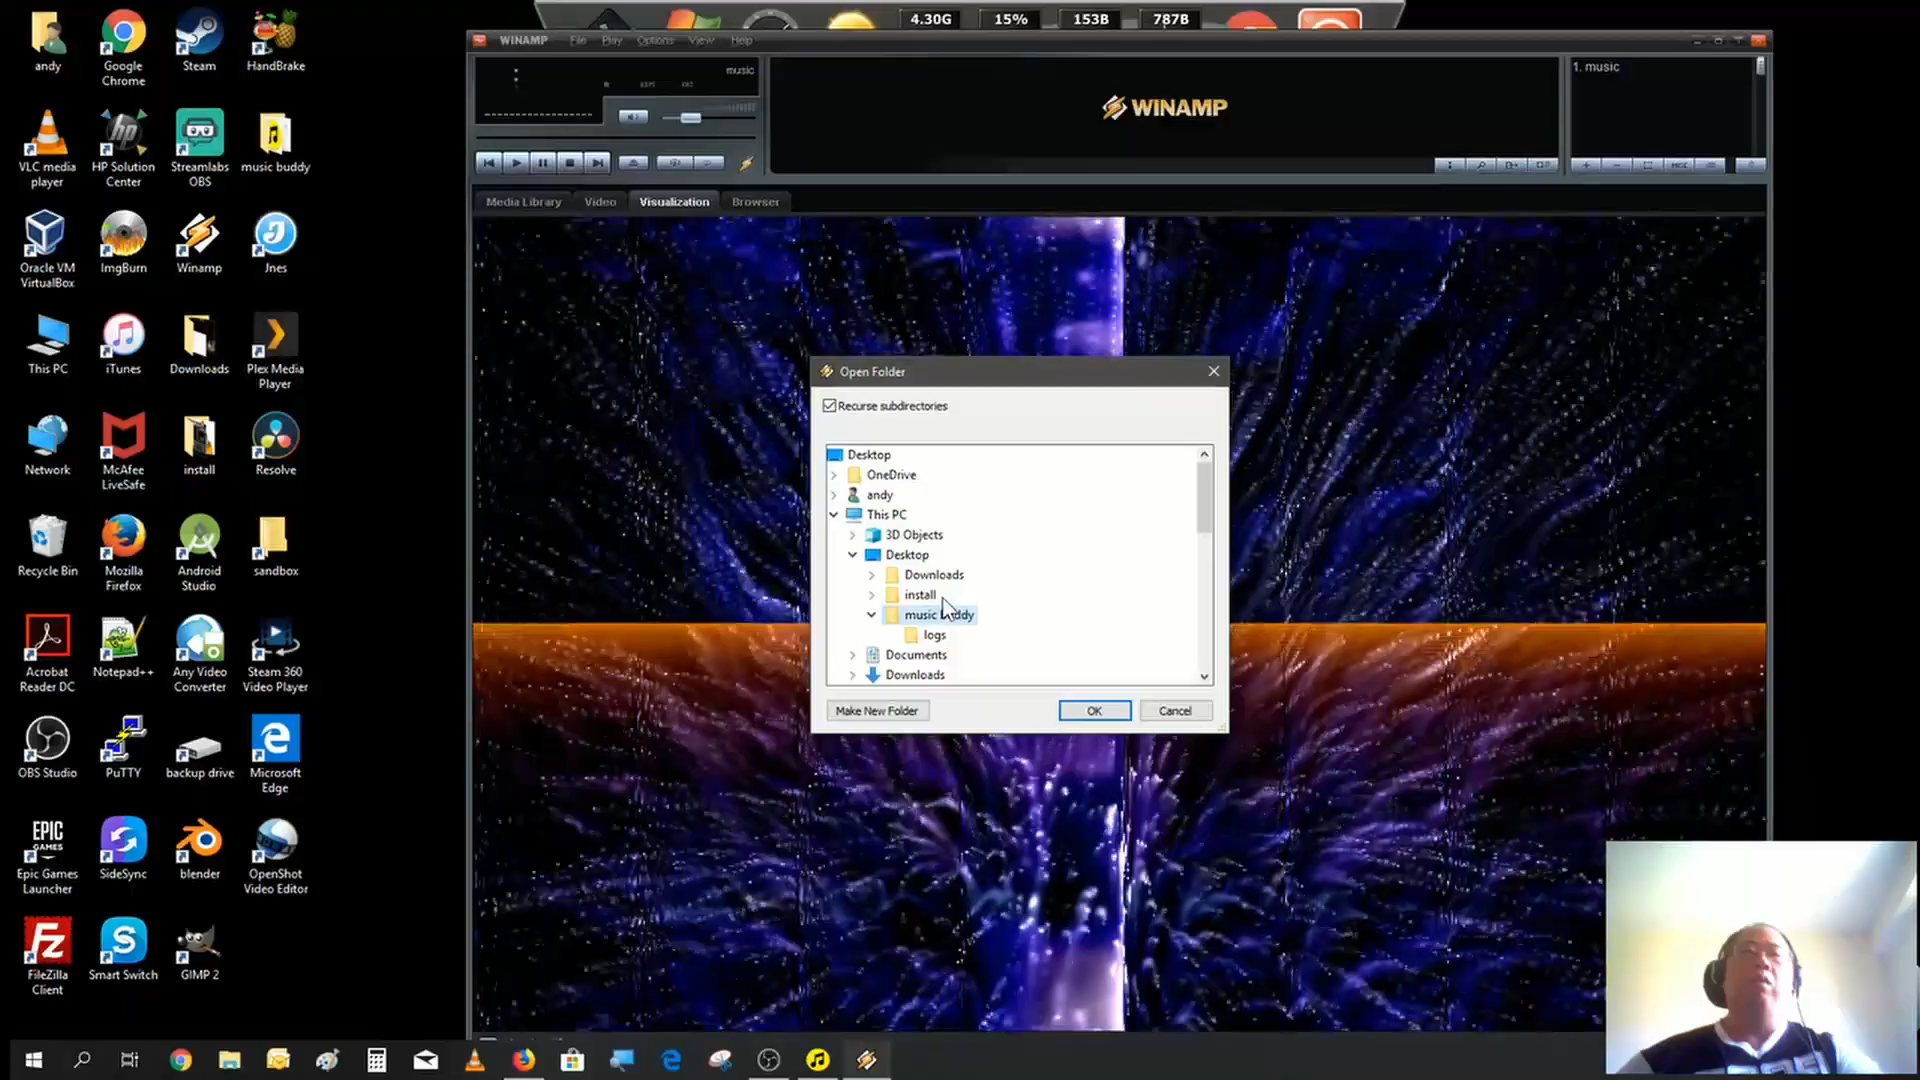 4.30G 15% 153B 787B
WINAMP File Play Options View Help
music
WINAMP
1. music
MISC
Media Library Video Visualization Browser
andy
Google Chrome
Steam
HandBrake
VLC media player
HP Solution Center
Streamlabs OBS
music buddy
Oracle VM VirtualBox
ImgBurn
Winamp
Jnes
This PC
iTunes
Downloads
Plex Media Player
Network
McAfee LiveSafe
install
Resolve
Recycle Bin
Mozilla Firefox
Android Studio
sandbox
Acrobat Reader DC
Notepad++
Any Video Converter
Steam 360 Video Player
OBS Studio
PuTTY
backup drive
Microsoft Edge
EPIC GAMES
Epic Games Launcher
SideSync
blender
OpenShot Video Editor
FileZilla Client
Smart Switch
GIMP 2
Open Folder
Recurse subdirectories
Desktop
OneDrive
andy
This PC
3D Objects
Desktop
Downloads
install
music buddy
logs
Documents
Downloads
Make New Folder OK Cancel